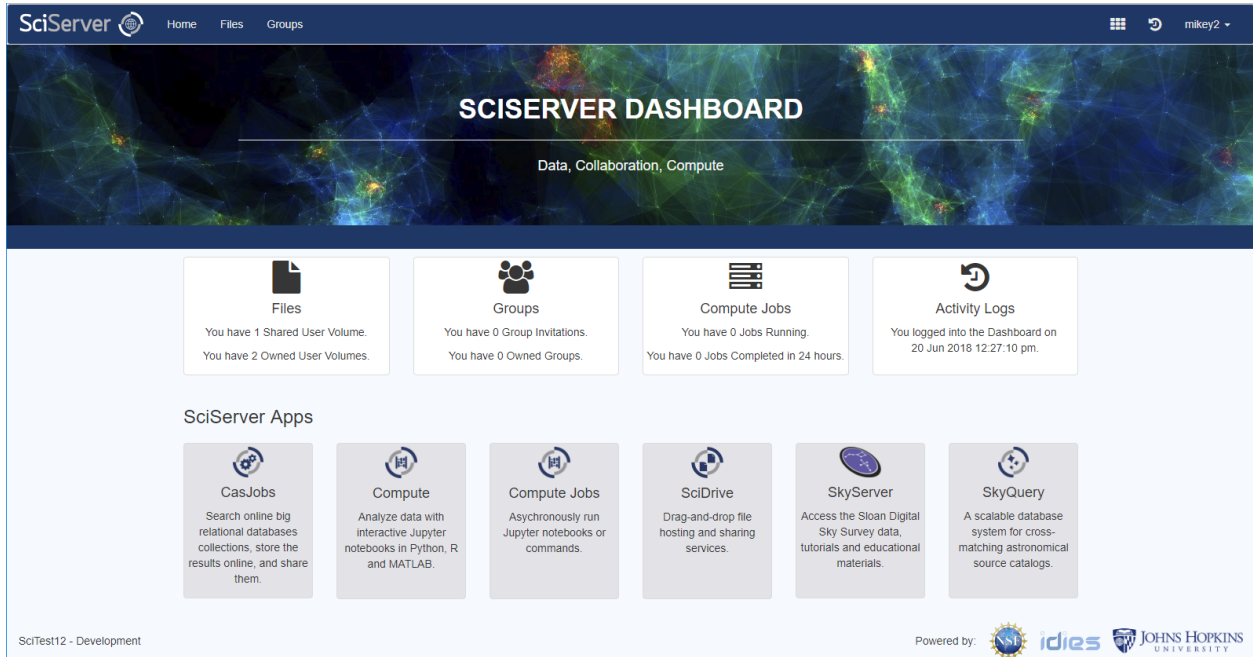 SciServer
Home Files Groups
mikey2
SCISERVER DASHBOARD
Data, Collaboration, Compute
Files
You have 1 Shared User Volume.
You have 2 Owned User Volumes.
Groups
You have 0 Group Invitations.
You have 0 Owned Groups.
Compute Jobs
You have 0 Jobs Running.
You have 0 Jobs Completed in 24 hours.
Activity Logs
You logged into the Dashboard on
20 Jun 2018 12:27:10 pm.
SciServer Apps
CasJobs
Search online big
relational databases
collections, store the
results online, and share
them.
Compute
Analyze data with
interactive Jupyter
notebooks in Python, R
and MATLAB.
Compute Jobs
Asychronously run
Jupyter notebooks or
commands.
SciDrive
Drag-and-drop file
hosting and sharing
services.
SkyServer
Access the Sloan Digital
Sky Survey data,
tutorials and educational
materials.
SkyQuery
A scalable database
system for cross-
matching astronomical
source catalogs.
SciTest12 - Development
Powered by:
NSF
idies
JOHNS HOPKINS
UNIVERSITY